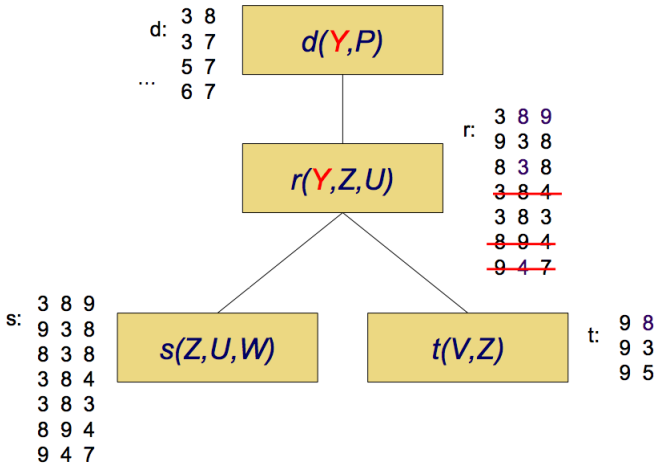 d:
3 8
3 7
5 7
6 7
...
d(Y,P)
r:
3 8 9
9 3 8
8 3 8
3 8 4
3 8 3
8 9 4
9 4 7
r(Y,Z,U)
s:
3 8 9
9 3 8
8 3 8
3 8 4
3 8 3
8 9 4
9 4 7
s(Z,U,W)
t(V,Z)
t:
9 8
9 3
9 5